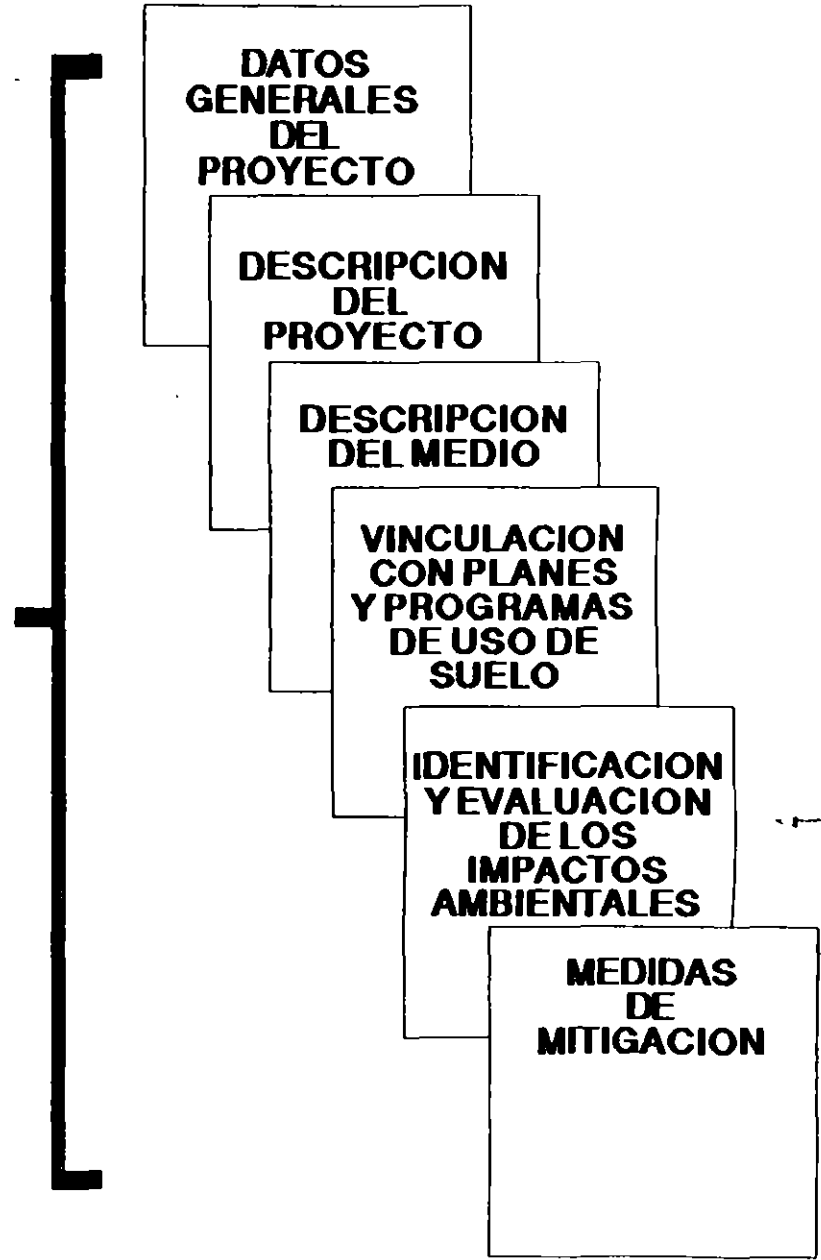 DATOS
GENERALES
DEL
PROYECTO
DESCRIPCION
DEL
PROYECTO
DESCRIPCION
DEL MEDIO
VINCULACION
CON PLANES
Y PROGRAMAS
DE USO DE
SUELO
IDENTIFICACION
Y EVALUACION
DE LOS
IMPACTOS
AMBIENTALES
MEDIDAS
DE
MITIGACION